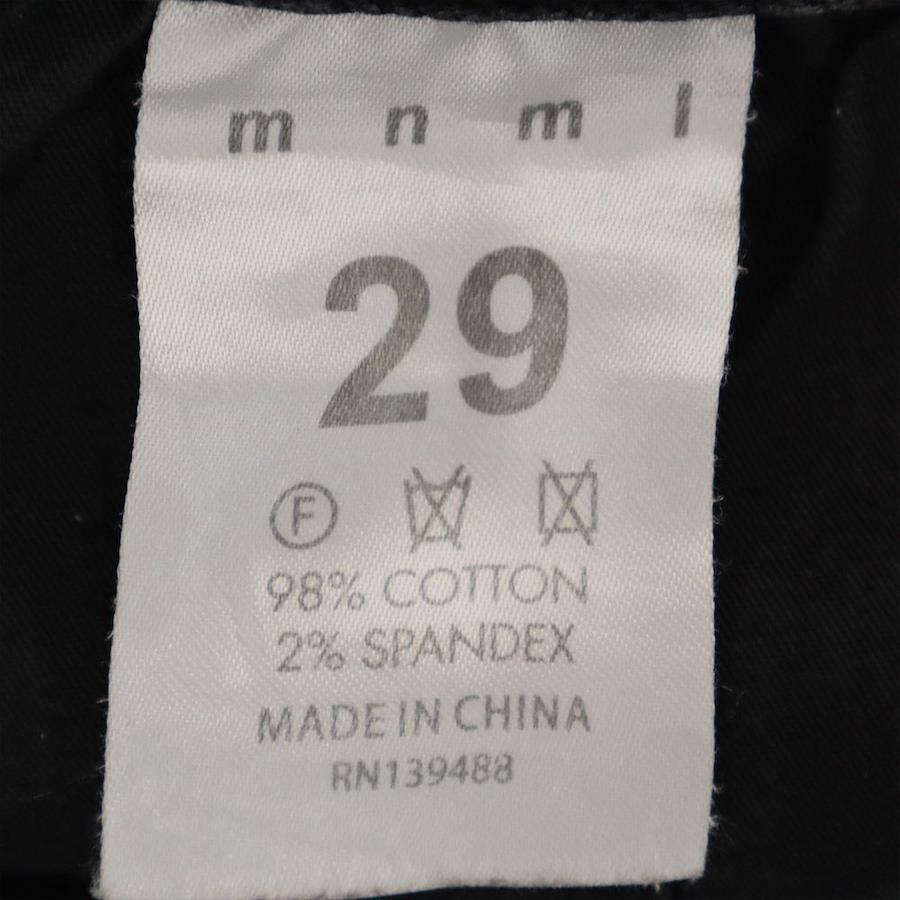 m n m l
29
F
98% COTTON
2% SPANDEX
MADE IN CHINA
RN139488